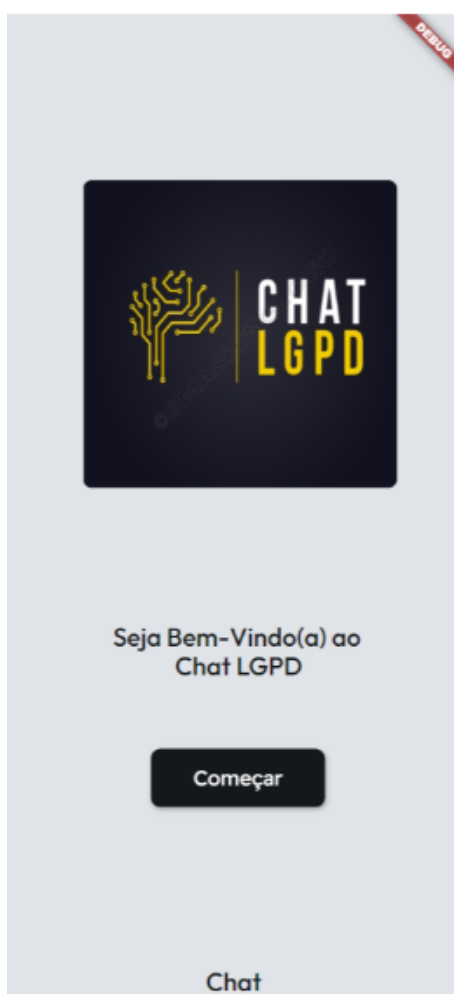 DEBUG
CHAT
LGPD
Seja Bem-Vindo(a) ao
Chat LGPD
Começar
Chat